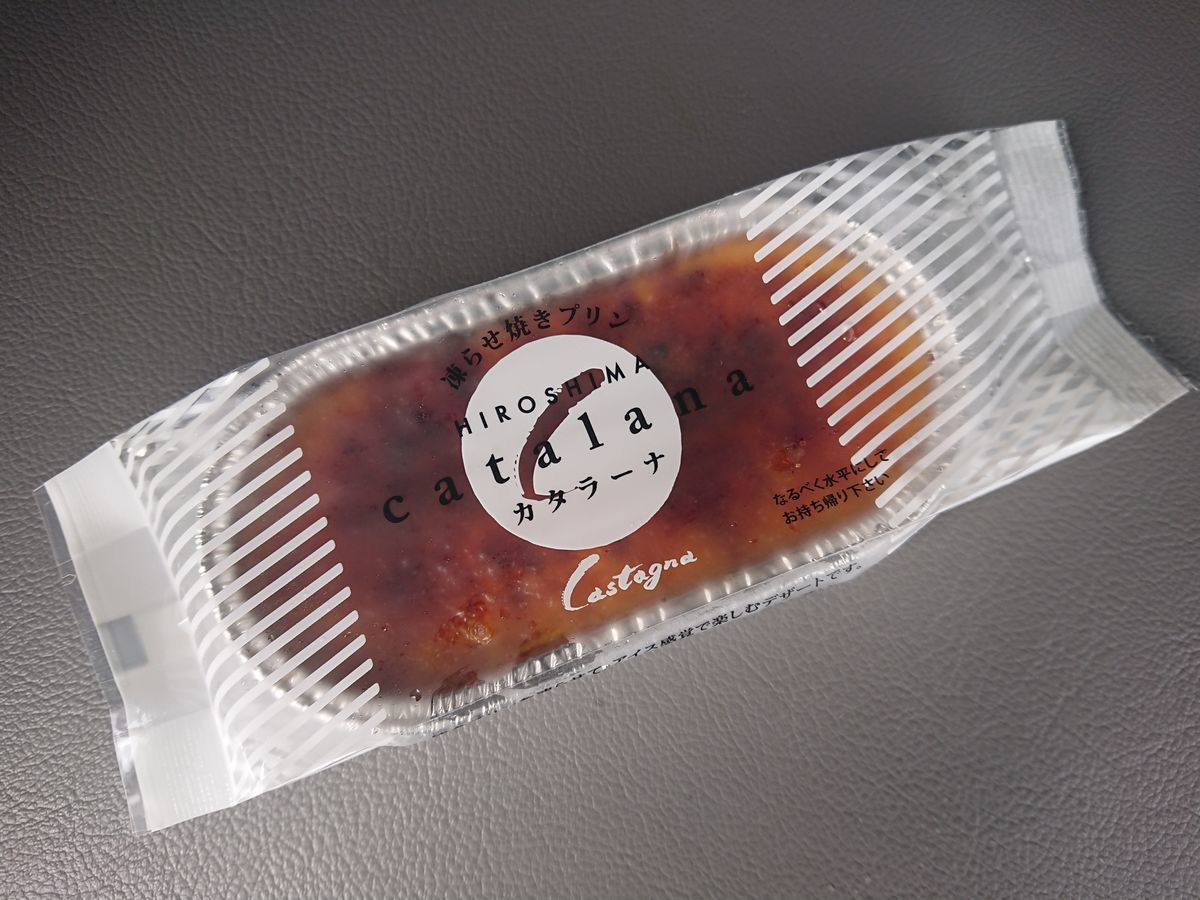 凍らせ焼きプリン
HIROSHIMA
catalana
カタラーナ
Castagna
なるべく水平にして
お持ち帰り下さい
アイス感覚で楽しむデザートです。